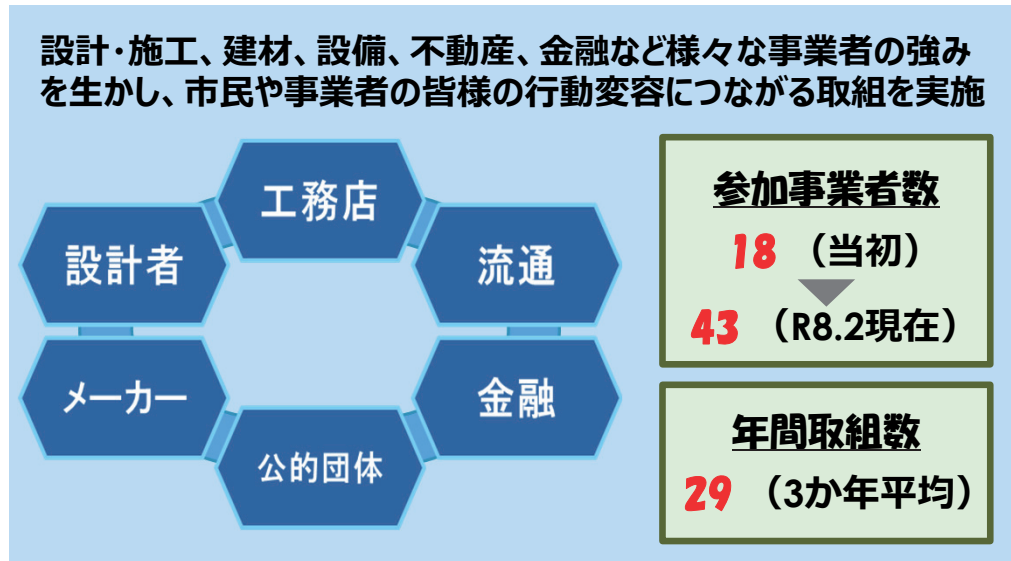 設計・施工、建材、設備、不動産、金融など様々な事業者の強み
を生かし、市民や事業者の皆様の行動変容につながる取組を実施
工務店
設計者
流通
メーカー
金融
公的団体
参加事業者数
18 （当初）
43 （R8.2現在）
年間取組数
29 （3か年平均）